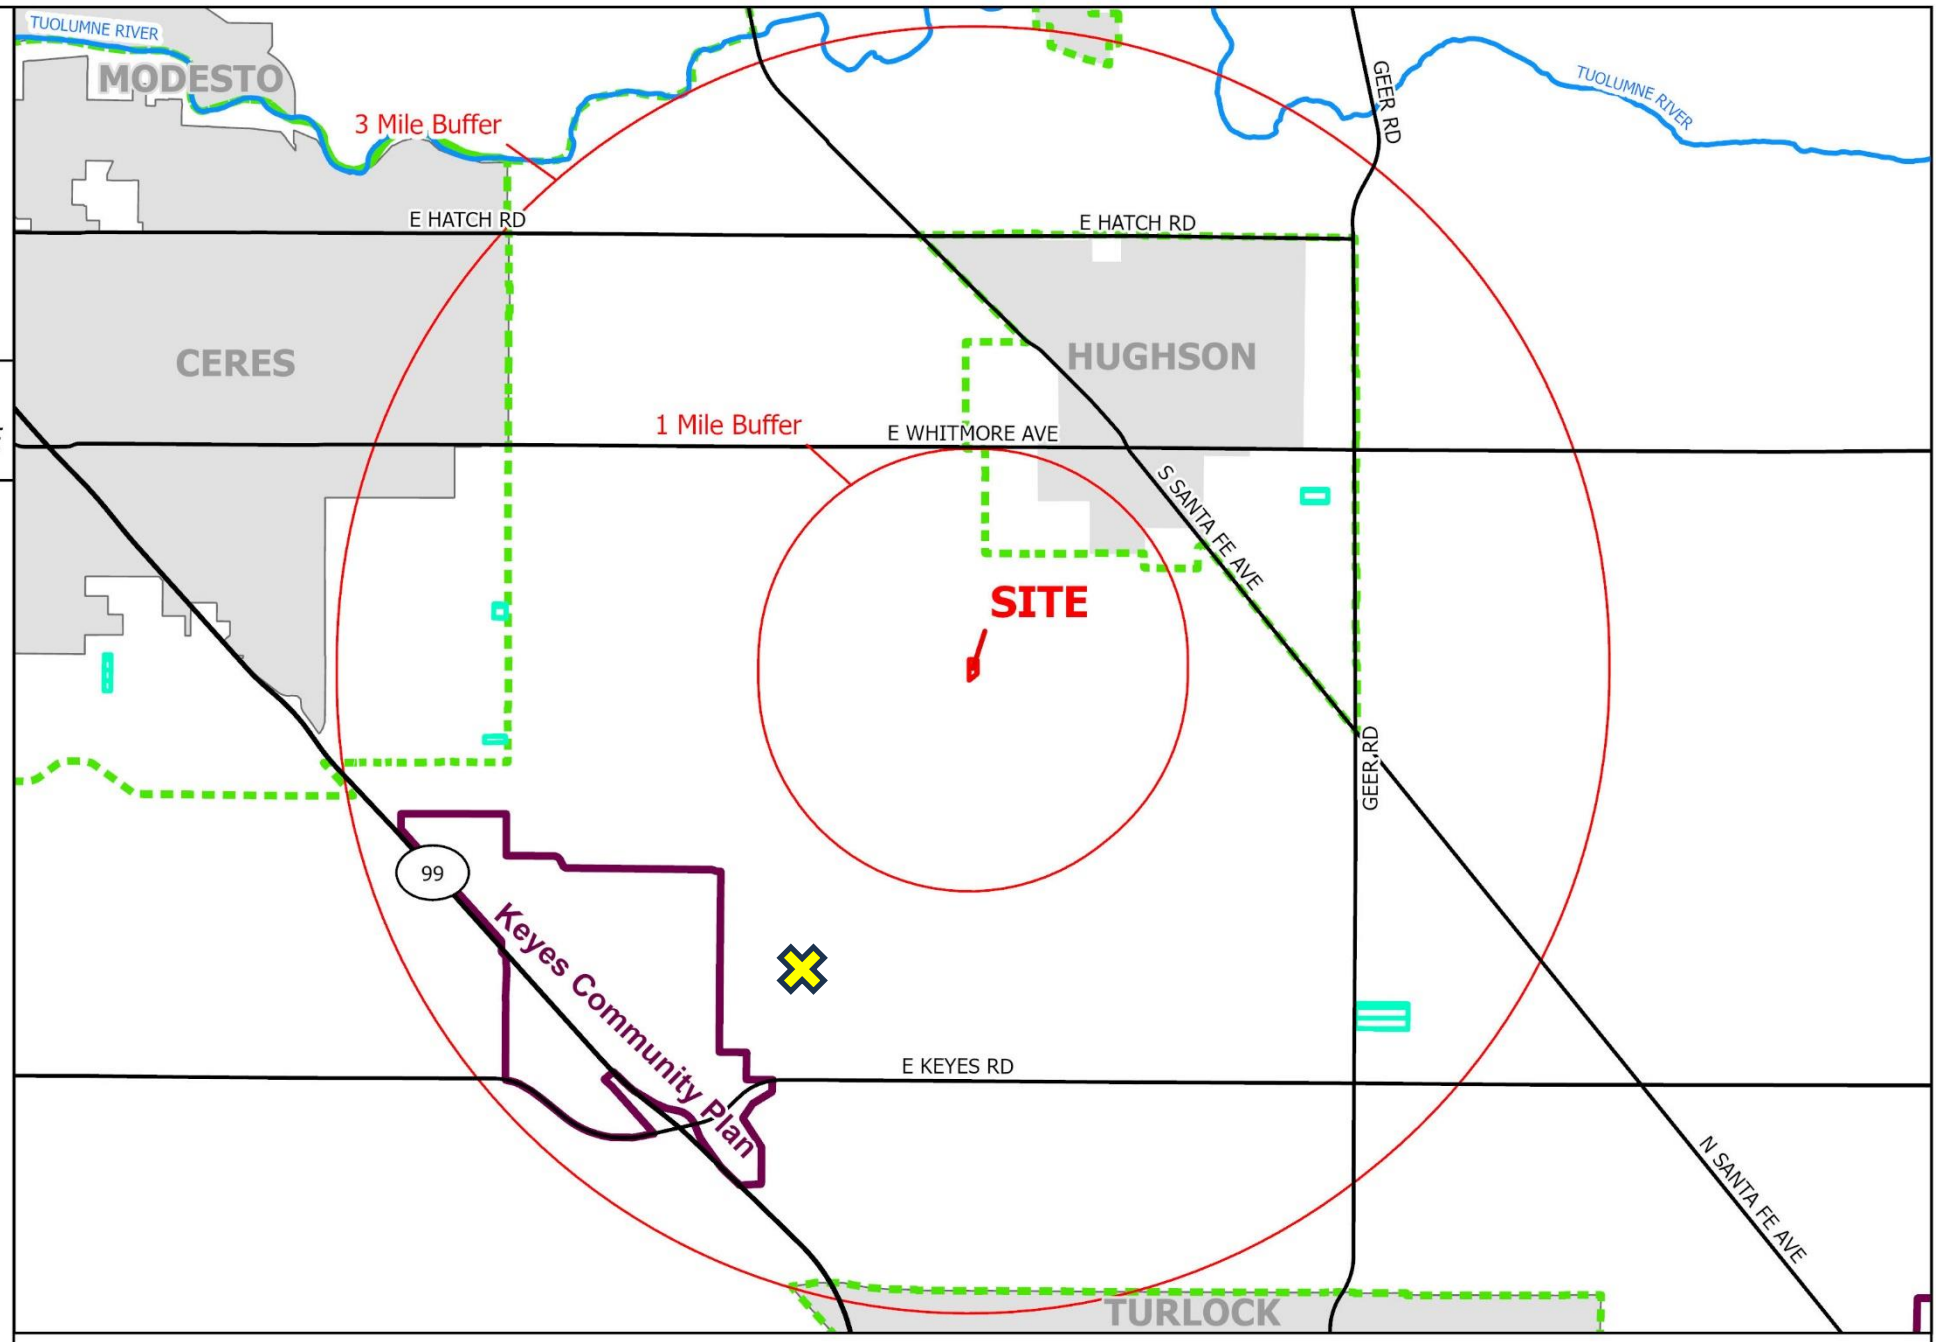 TUOLUMNE RIVER
MODESTO
GEER RD
TUOLUMNE RIVER
3 Mile Buffer
E HATCH RD
E HATCH RD
CERES
HUGHSON
1 Mile Buffer
E WHITMORE AVE
S SANTA FE AVE
SITE
GEER RD
99
Keyes Community Plan
E KEYES RD
N SANTA FE AVE
TURLOCK